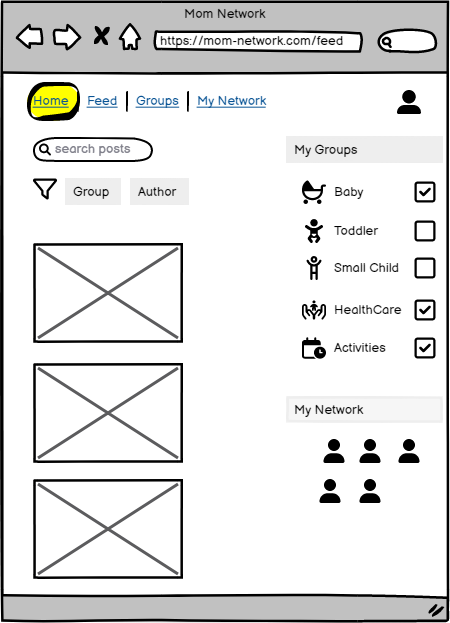 Mom Network
https://mom-network.com/feed
Home Feed Groups My Network
search posts
My Groups
Group Author
Baby
Toddler
Small Child
HealthCare
Activities
My Network